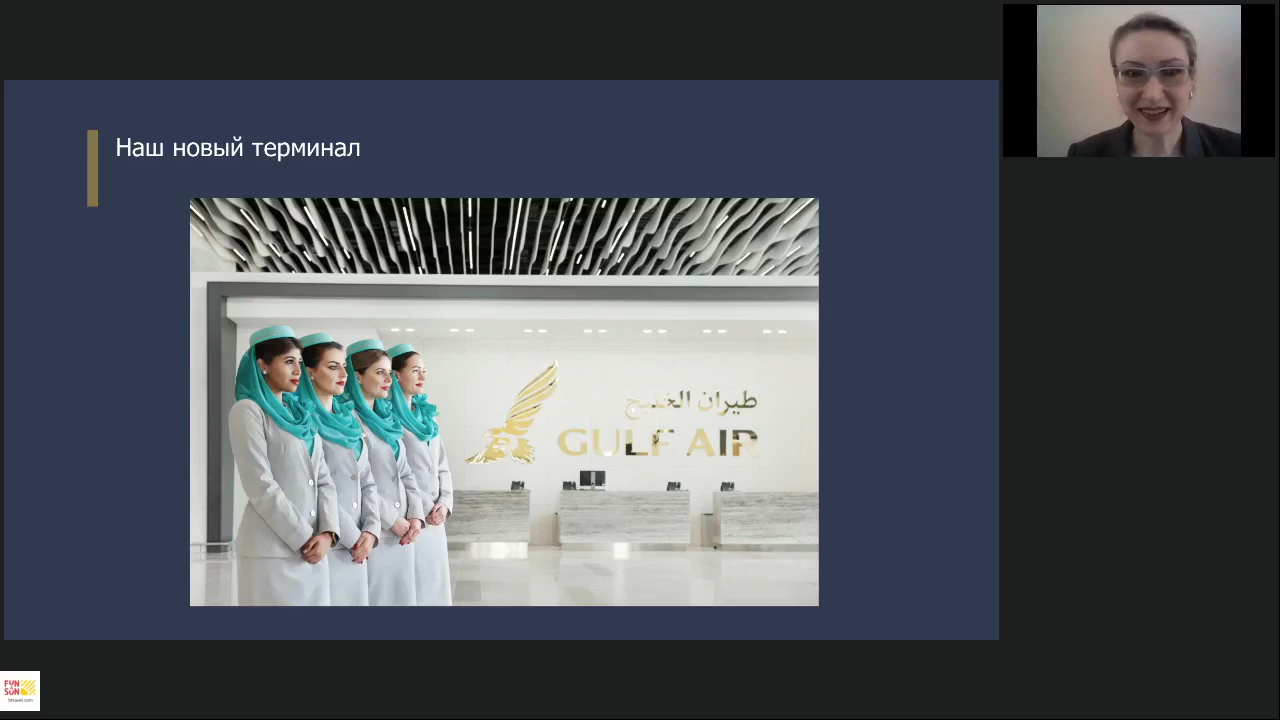 Наш новый терминал
طيران الخليج
GULF AIR
FUN
SUN